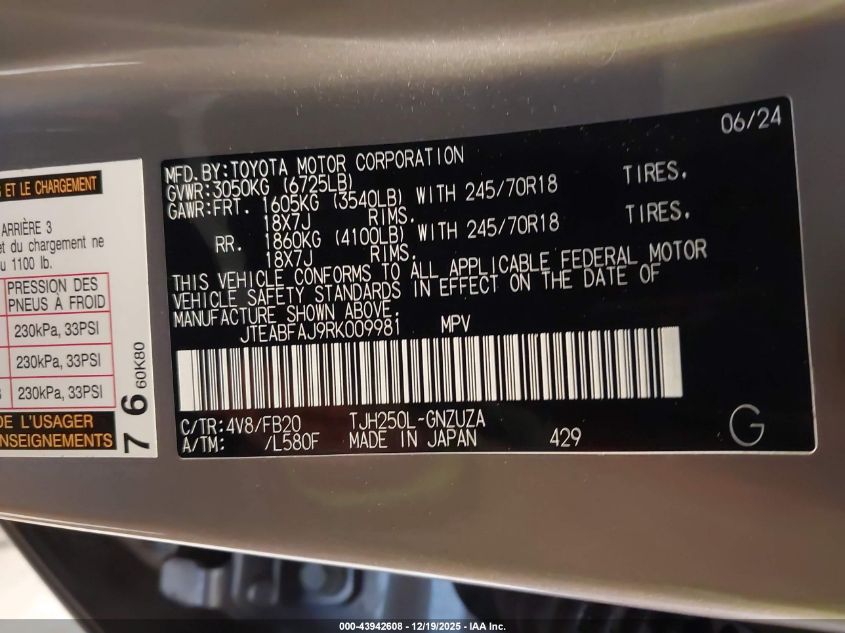 G ET LE CHARGEMENT
ARRIÈRE 3
et du chargement ne
u 1100 lb.
PRESSION DES
PNEUS À FROID
230kPa, 33PSI
230kPa, 33PSI
230kPa, 33PSI
DE L'USAGER
ENSEIGNEMENTS
7 6 60K80
06/24
MFD.BY:TOYOTA MOTOR CORPORATION
GVWR:3050KG (6725LB)
GAWR:FRT. 1605KG (3540LB) WITH 245/70R18 TIRES.
18X7J RIMS.
RR. 1860KG (4100LB) WITH 245/70R18 TIRES.
18X7J RIMS.
THIS VEHICLE CONFORMS TO ALL APPLICABLE FEDERAL MOTOR
VEHICLE SAFETY STANDARDS IN EFFECT ON THE DATE OF
MANUFACTURE SHOWN ABOVE.
JTEABFAJ9RK009981 MPV
C/TR:4V8/FB20 TJH250L-GNZUZA
A/TM: /L580F MADE IN JAPAN 429
G
000-43942608 - 12/19/2025 - IAA Inc.